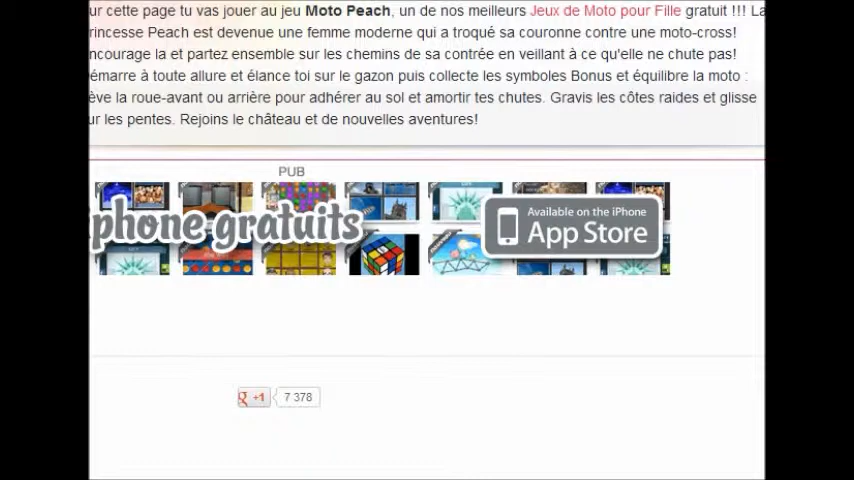 ur cette page tu vas jouer au jeu Moto Peach, un de nos meilleurs Jeux de Moto pour Fille gratuit !!! La
rincesse Peach est devenue une femme moderne qui a troqué sa couronne contre une moto-cross!
ncourage la et partez ensemble sur les chemins de sa contrée en veillant à ce qu'elle ne chute pas!
émarre à toute allure et élance toi sur le gazon puis collecte les symboles Bonus et équilibre la moto :
ève la roue-avant ou arrière pour adhérer au sol et amortir tes chutes. Gravis les côtes raides et glisse
ur les pentes. Rejoins le château et de nouvelles aventures!
PUB
phone gratuits
Available on the iPhone
App Store
g +1 7 378